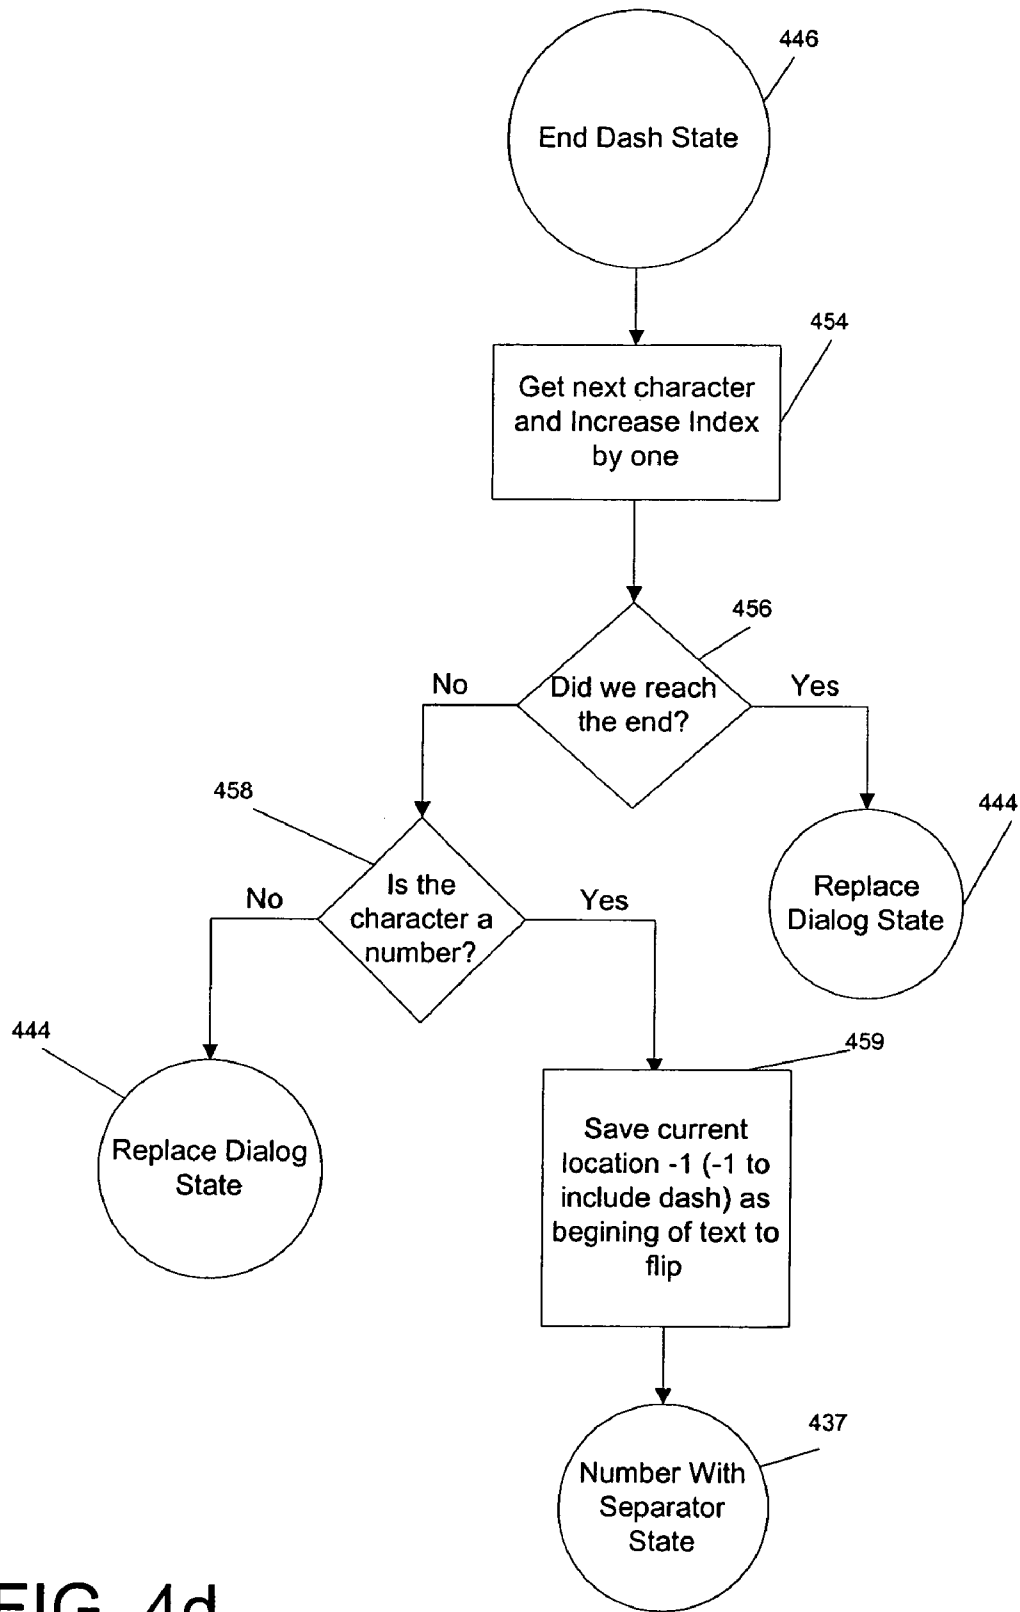 446
End Dash State
454
Get next character
and Increase Index
by one
456
No
Did we reach
the end?
Yes
458
444
No
Is the
character a
number?
Yes
Replace
Dialog State
444
459
Replace Dialog
State
Save current
location -1 (-1 to
include dash) as
begining of text to
flip
437
Number With
Separator
State
FIG. 4d